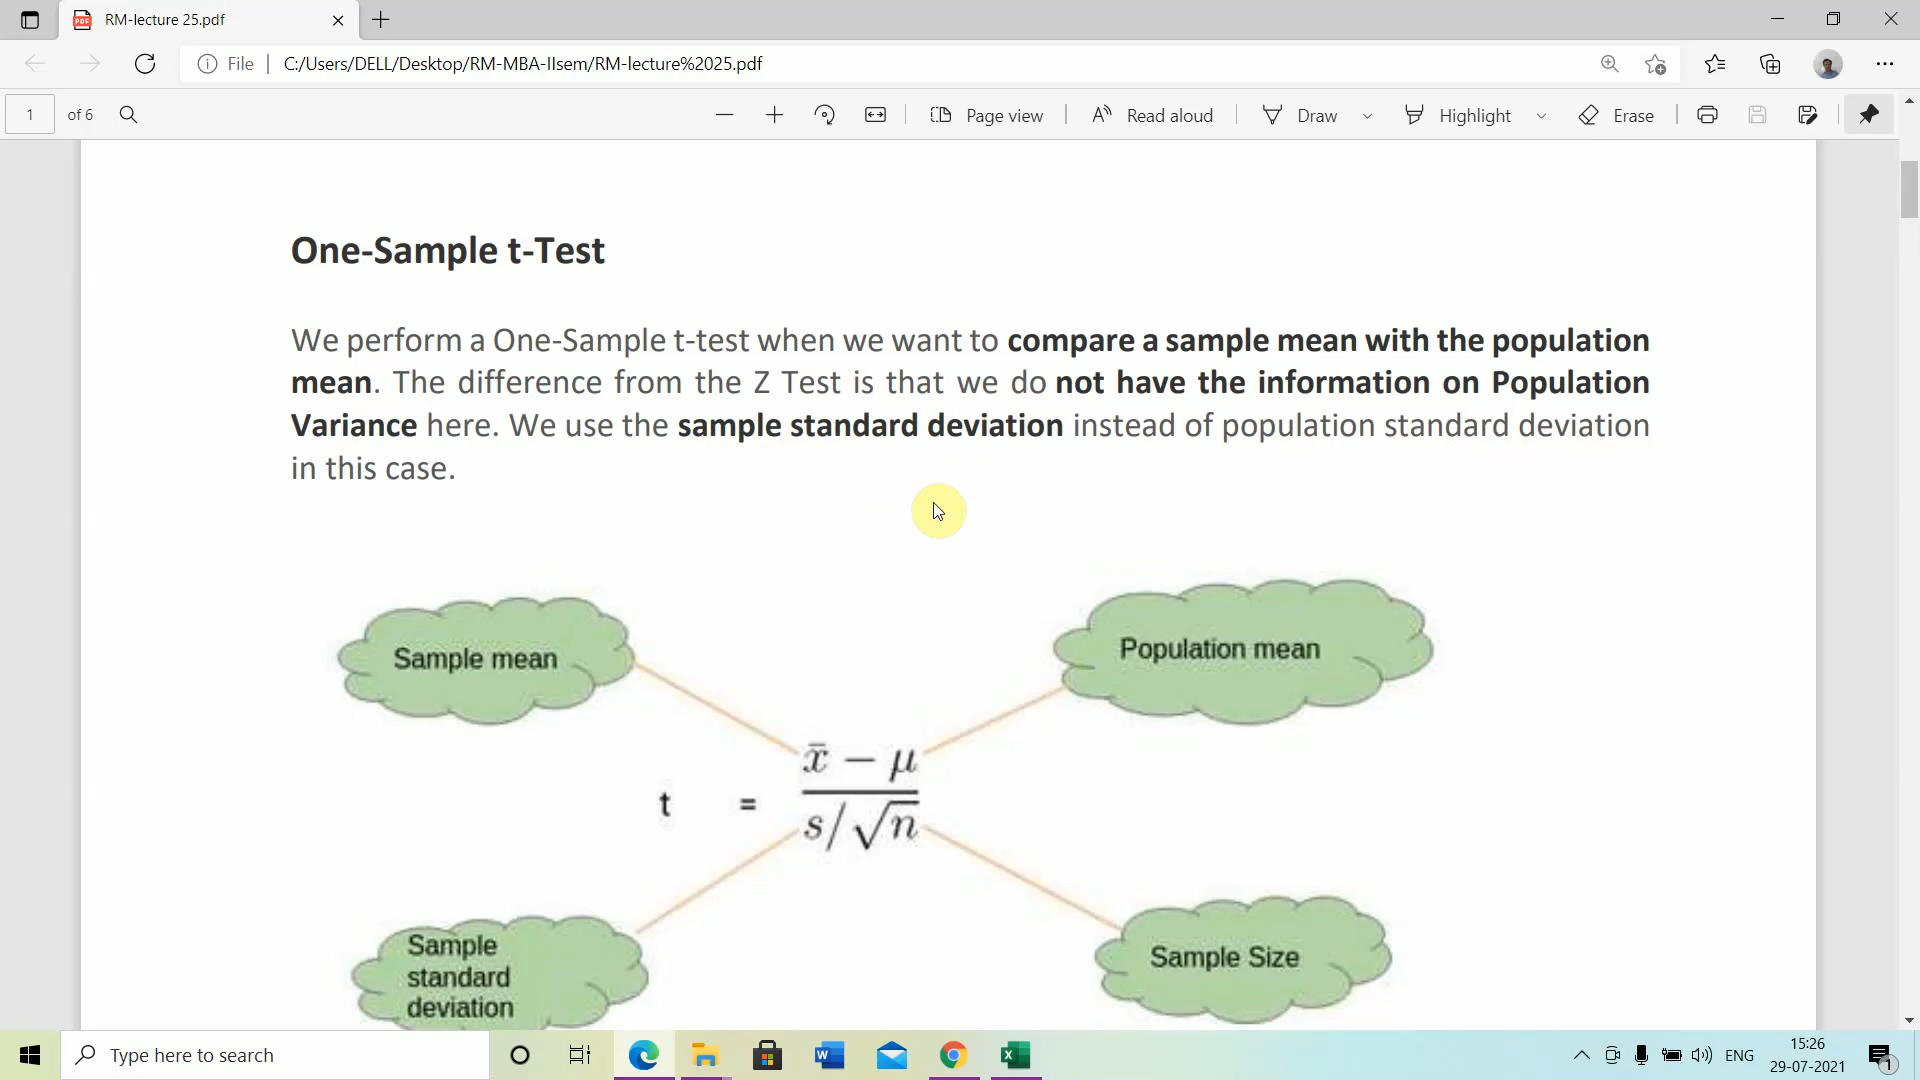 RM-lecture 25.pdf
File
C:/Users/DELL/Desktop/RM-MBA-IIsem/RM-lecture%2025.pdf
1 of 6
Page view
Read aloud
Draw
Highlight
Erase
One-Sample t-Test
We perform a One-Sample t-test when we want to compare a sample mean with the population
mean. The difference from the Z Test is that we do not have the information on Population
Variance here. We use the sample standard deviation instead of population standard deviation
in this case.
Sample mean
Population mean
t = x̄ − μ
s/√n
Sample
standard
deviation
Sample Size
Type here to search
ENG
15:26
29-07-2021
1